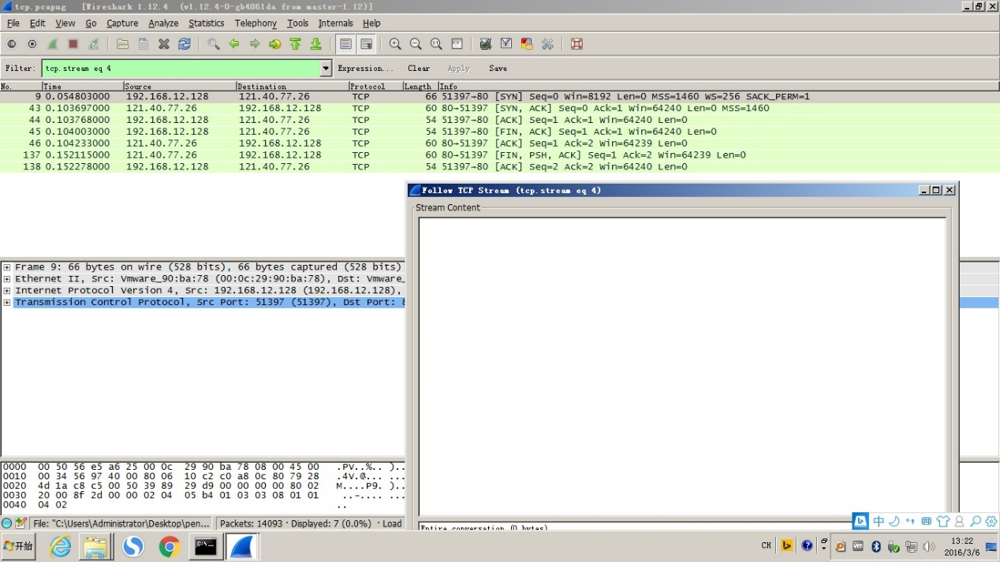 tcp.pcapng [Wireshark 1.12.4 (v1.12.4-0-gb4861da from master-1.12)]
File Edit View Go Capture Analyze Statistics Telephony Tools Internals Help
Filter: tcp.stream eq 4 Expression... Clear Apply Save
No. Time Source Destination Protocol Length Info
9 0.054803000 192.168.12.128 121.40.77.26 TCP 66 51397→80 [SYN] Seq=0 Win=8192 Len=0 MSS=1460 WS=256 SACK_PERM=1
43 0.103697000 121.40.77.26 192.168.12.128 TCP 60 80→51397 [SYN, ACK] Seq=0 Ack=1 Win=64240 Len=0 MSS=1460
44 0.103768000 192.168.12.128 121.40.77.26 TCP 54 51397→80 [ACK] Seq=1 Ack=1 Win=64240 Len=0
45 0.104003000 192.168.12.128 121.40.77.26 TCP 54 51397→80 [FIN, ACK] Seq=1 Ack=1 Win=64240 Len=0
46 0.104233000 121.40.77.26 192.168.12.128 TCP 60 80→51397 [ACK] Seq=1 Ack=2 Win=64239 Len=0
137 0.152115000 121.40.77.26 192.168.12.128 TCP 60 80→51397 [FIN, PSH, ACK] Seq=1 Ack=2 Win=64239 Len=0
138 0.152278000 192.168.12.128 121.40.77.26 TCP 54 51397→80 [ACK] Seq=2 Ack=2 Win=64240 Len=0
Follow TCP Stream (tcp.stream eq 4)
Stream Content
Frame 9: 66 bytes on wire (528 bits), 66 bytes captured (528 bits)
Ethernet II, Src: Vmware_90:ba:78 (00:0c:29:90:ba:78), Dst: Vmware_
Internet Protocol Version 4, Src: 192.168.12.128 (192.168.12.128),
Transmission Control Protocol, Src Port: 51397 (51397), Dst Port: 8
0000 00 50 56 e5 a6 25 00 0c 29 90 ba 78 08 00 45 00 .PV..%.. )..
0010 00 34 56 97 40 00 80 06 10 c2 c0 a8 0c 80 79 28 .4V.@... ....
0020 4d 1a c8 c5 00 50 39 89 29 d9 00 00 00 00 80 02 M....P9. )..
0030 20 00 8f 2d 00 00 02 04 05 b4 01 03 03 08 01 01 ..-.... ....
0040 04 02 ..
Entire conversation (0 bytes)
File: "C:\Users\Administrator\Desktop\pen... Packets: 14093 · Displayed: 7 (0.0%) · Load
中
开始
CH
13:22
2016/3/6